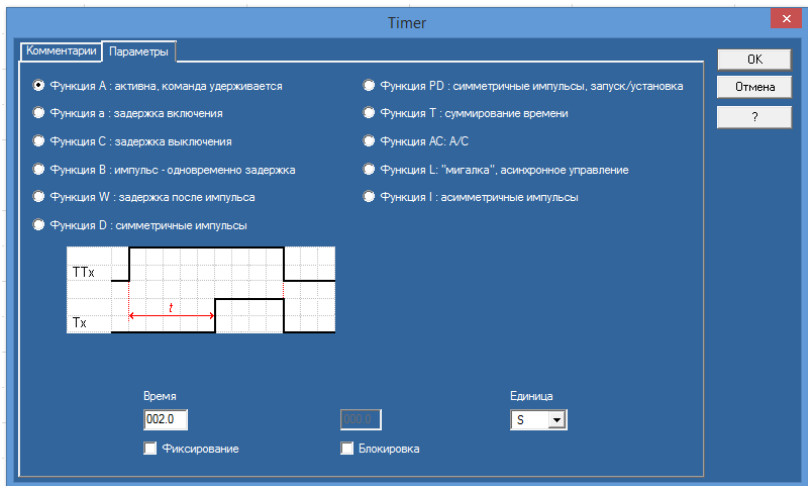 Timer
Комментарии Параметры
OK
Отмена
?
Функция A : активна, команда удерживается
Функция a : задержка включения
Функция C : задержка выключения
Функция B : импульс - одновременно задержка
Функция W : задержка после импульса
Функция D : симметричные импульсы
Функция PD : симметричные импульсы, запуск/установка
Функция T : суммирование времени
Функция AC: A/C
Функция L: "мигалка", асинхронное управление
Функция I : асимметричные импульсы
TTx
t
Tx
Время
Единица
002.0
000.0
S
Фиксирование
Блокировка